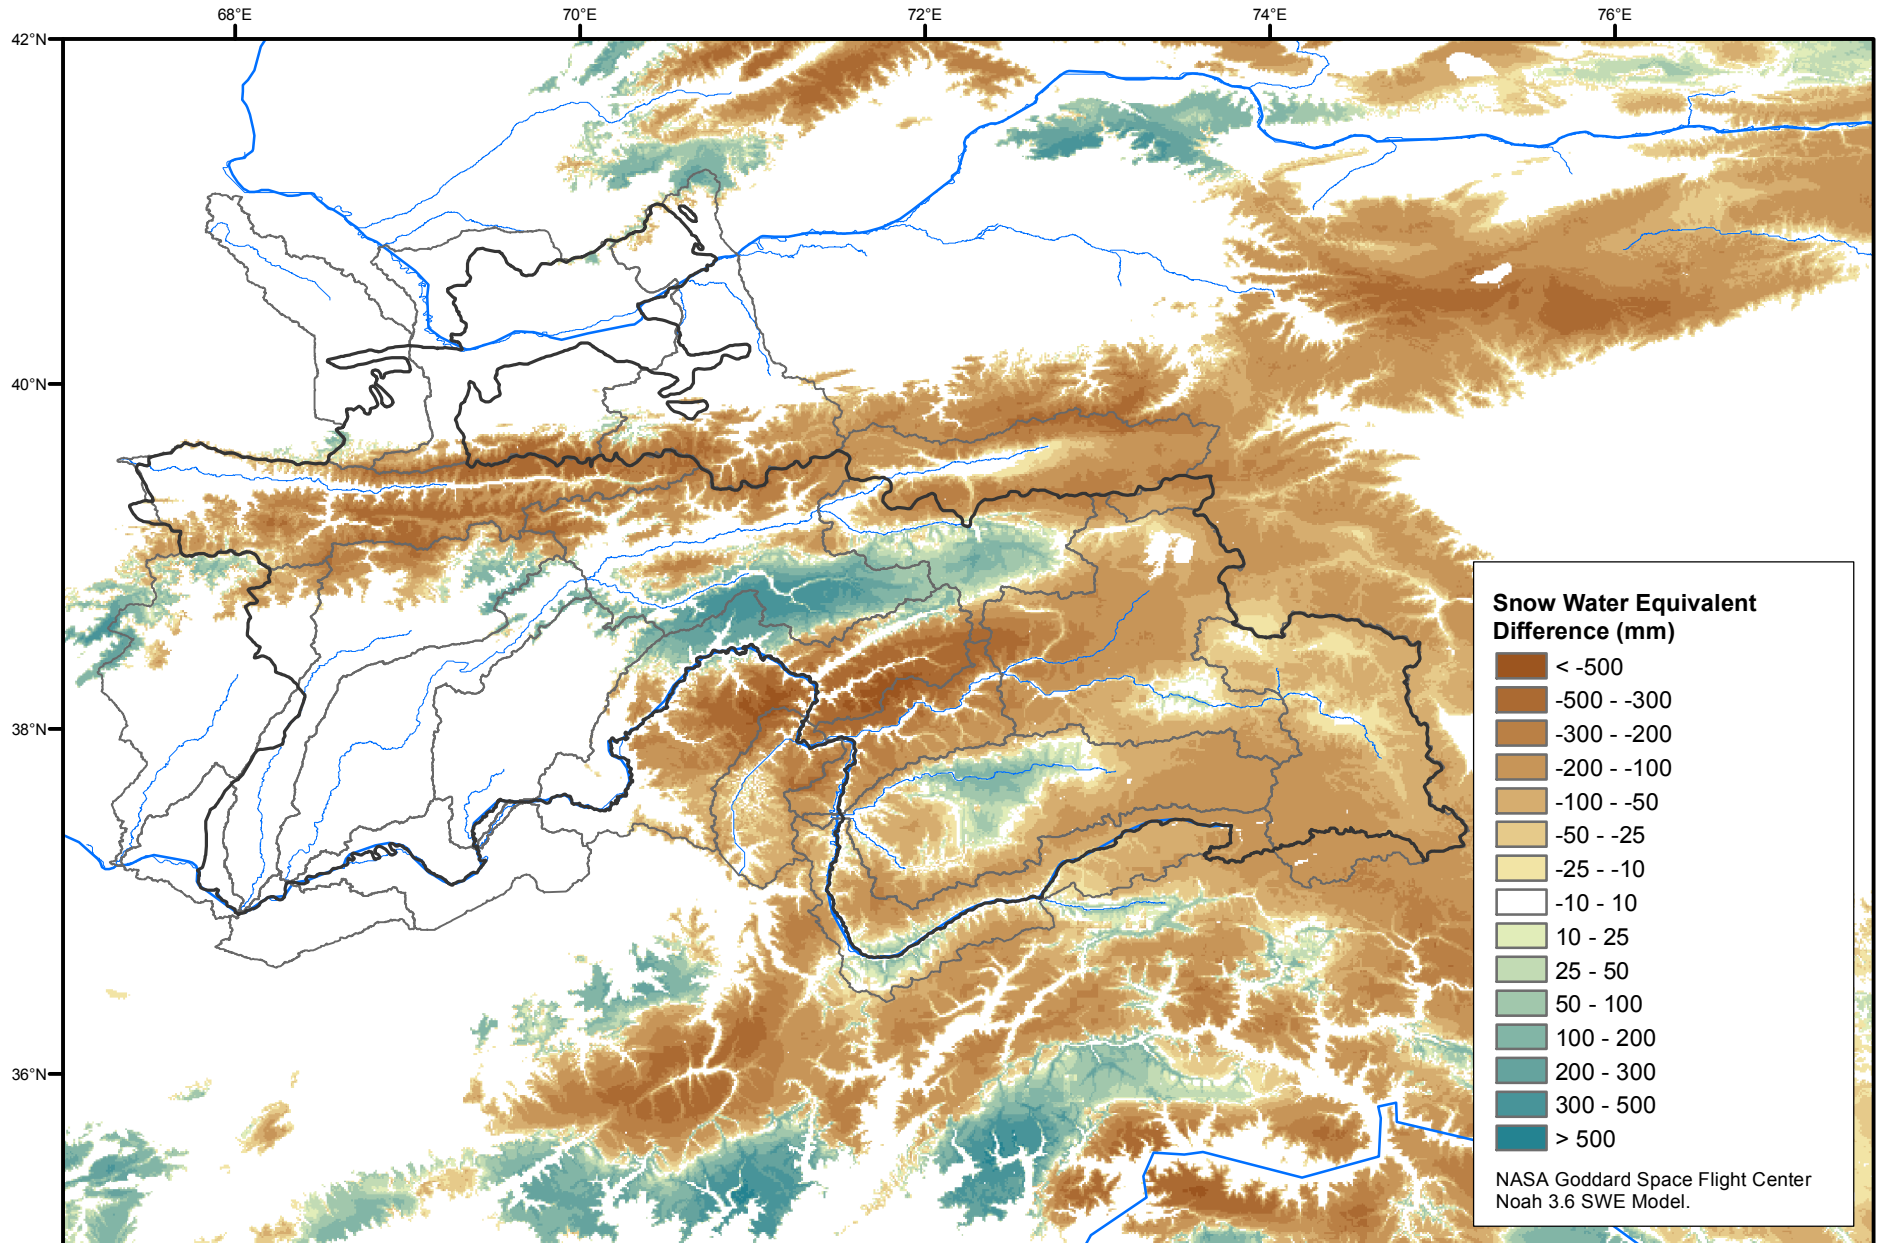 68°E 70°E 72°E 74°E 76°E
42°N
40°N
38°N
36°N
Snow Water Equivalent
Difference (mm)
< -500
-500 - -300
-300 - -200
-200 - -100
-100 - -50
-50 - -25
-25 - -10
-10 - 10
10 - 25
25 - 50
50 - 100
100 - 200
200 - 300
300 - 500
> 500
NASA Goddard Space Flight Center
Noah 3.6 SWE Model.